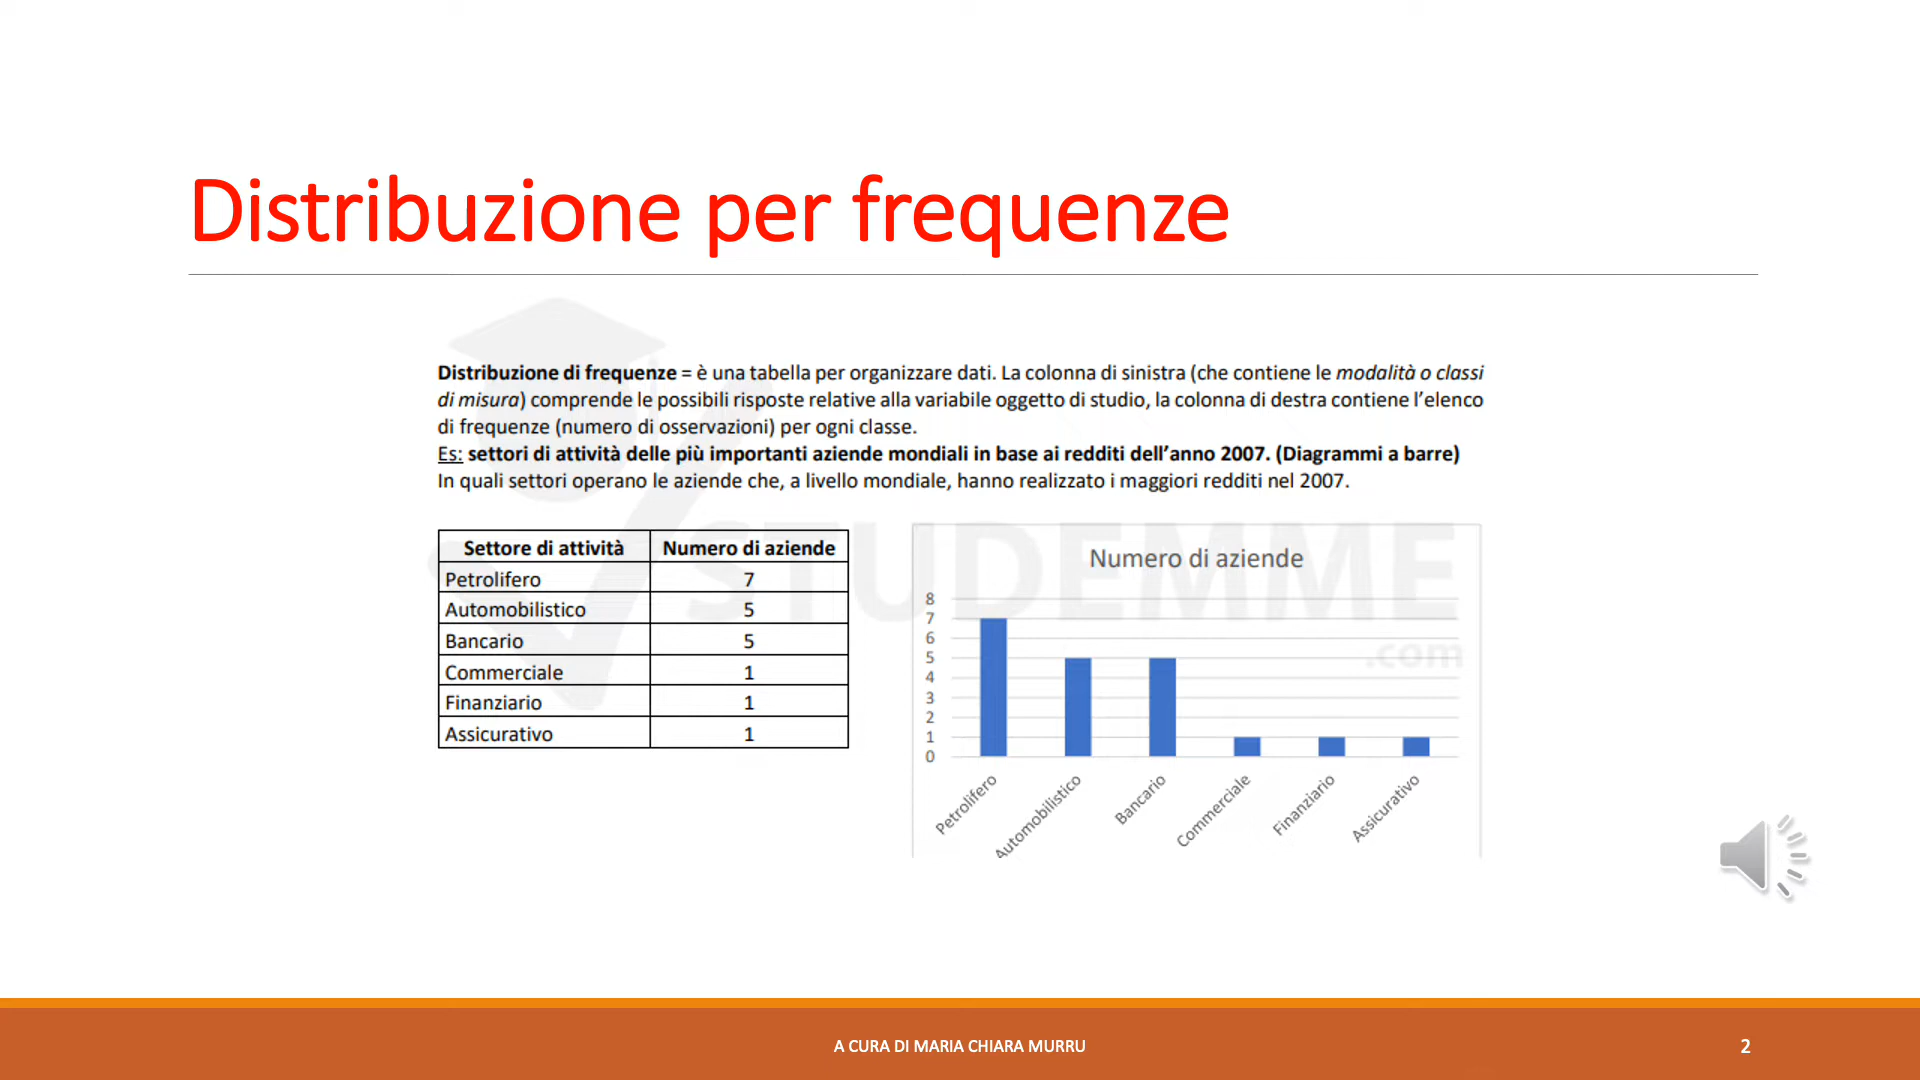 Distribuzione per frequenze
Distribuzione di frequenze = è una tabella per organizzare dati. La colonna di sinistra (che contiene le modalità o classi
di misura) comprende le possibili risposte relative alla variabile oggetto di studio, la colonna di destra contiene l'elenco
di frequenze (numero di osservazioni) per ogni classe.
Es: settori di attività delle più importanti aziende mondiali in base ai redditi dell'anno 2007. (Diagrammi a barre)
In quali settori operano le aziende che, a livello mondiale, hanno realizzato i maggiori redditi nel 2007.
Settore di attività Numero di aziende
Petrolifero 7
Automobilistico 5
Bancario 5
Commerciale 1
Finanziario 1
Assicurativo 1
STUDEMME
.com
Numero di aziende
8
7
6
5
4
3
2
1
0
Petrolifero
Automobilistico
Bancario
Commerciale
Finanziario
Assicurativo
A CURA DI MARIA CHIARA MURRU
2